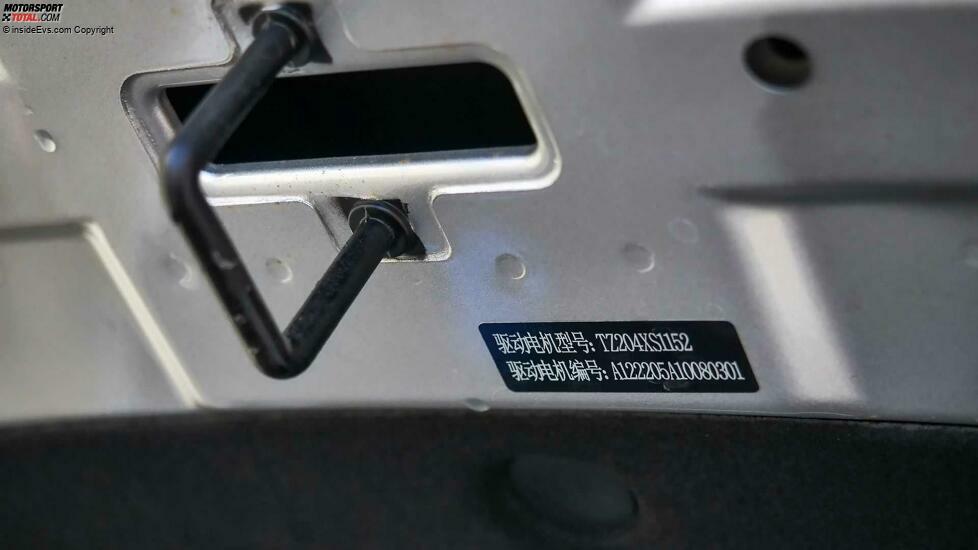 MOTORSPORT
TOTAL.COM
© insideEvs.com Copyright
驱动电机型号: TZ204XS1152
驱动电机编号: A122205A10080301